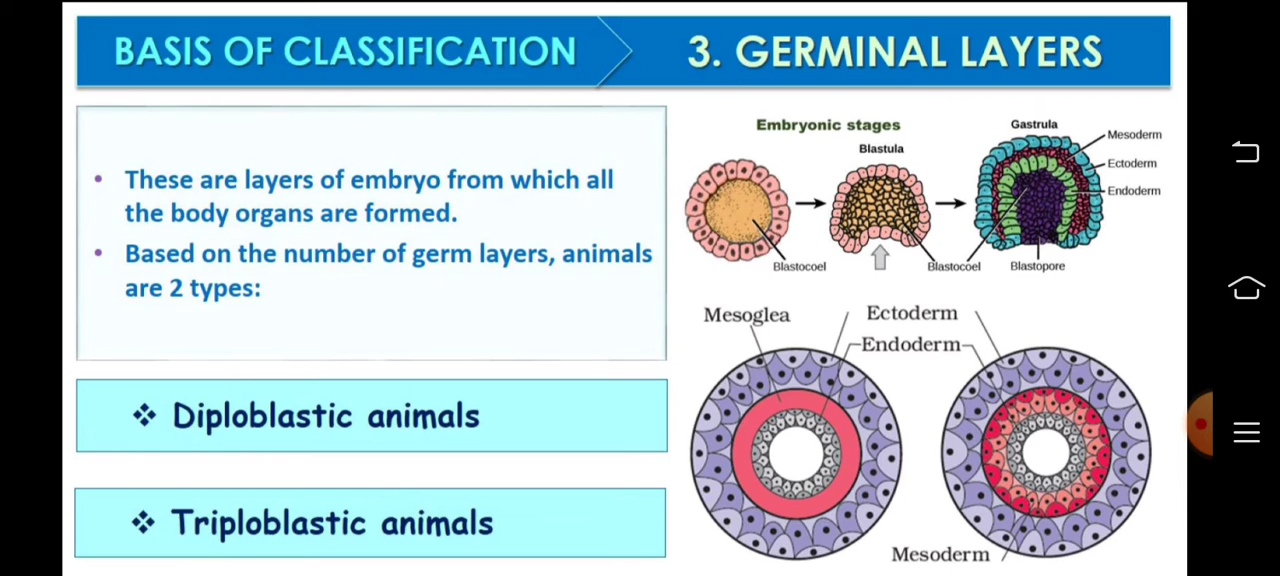 BASIS OF CLASSIFICATION
3. GERMINAL LAYERS
• These are layers of embryo from which all
the body organs are formed.
• Based on the number of germ layers, animals
are 2 types:
❖ Diploblastic animals
❖ Triploblastic animals
Embryonic stages
Blastula
Gastrula
Mesoderm
Ectoderm
Endoderm
Blastocoel
Blastocoel
Blastopore
Mesoglea
Ectoderm
Endoderm
Mesoderm